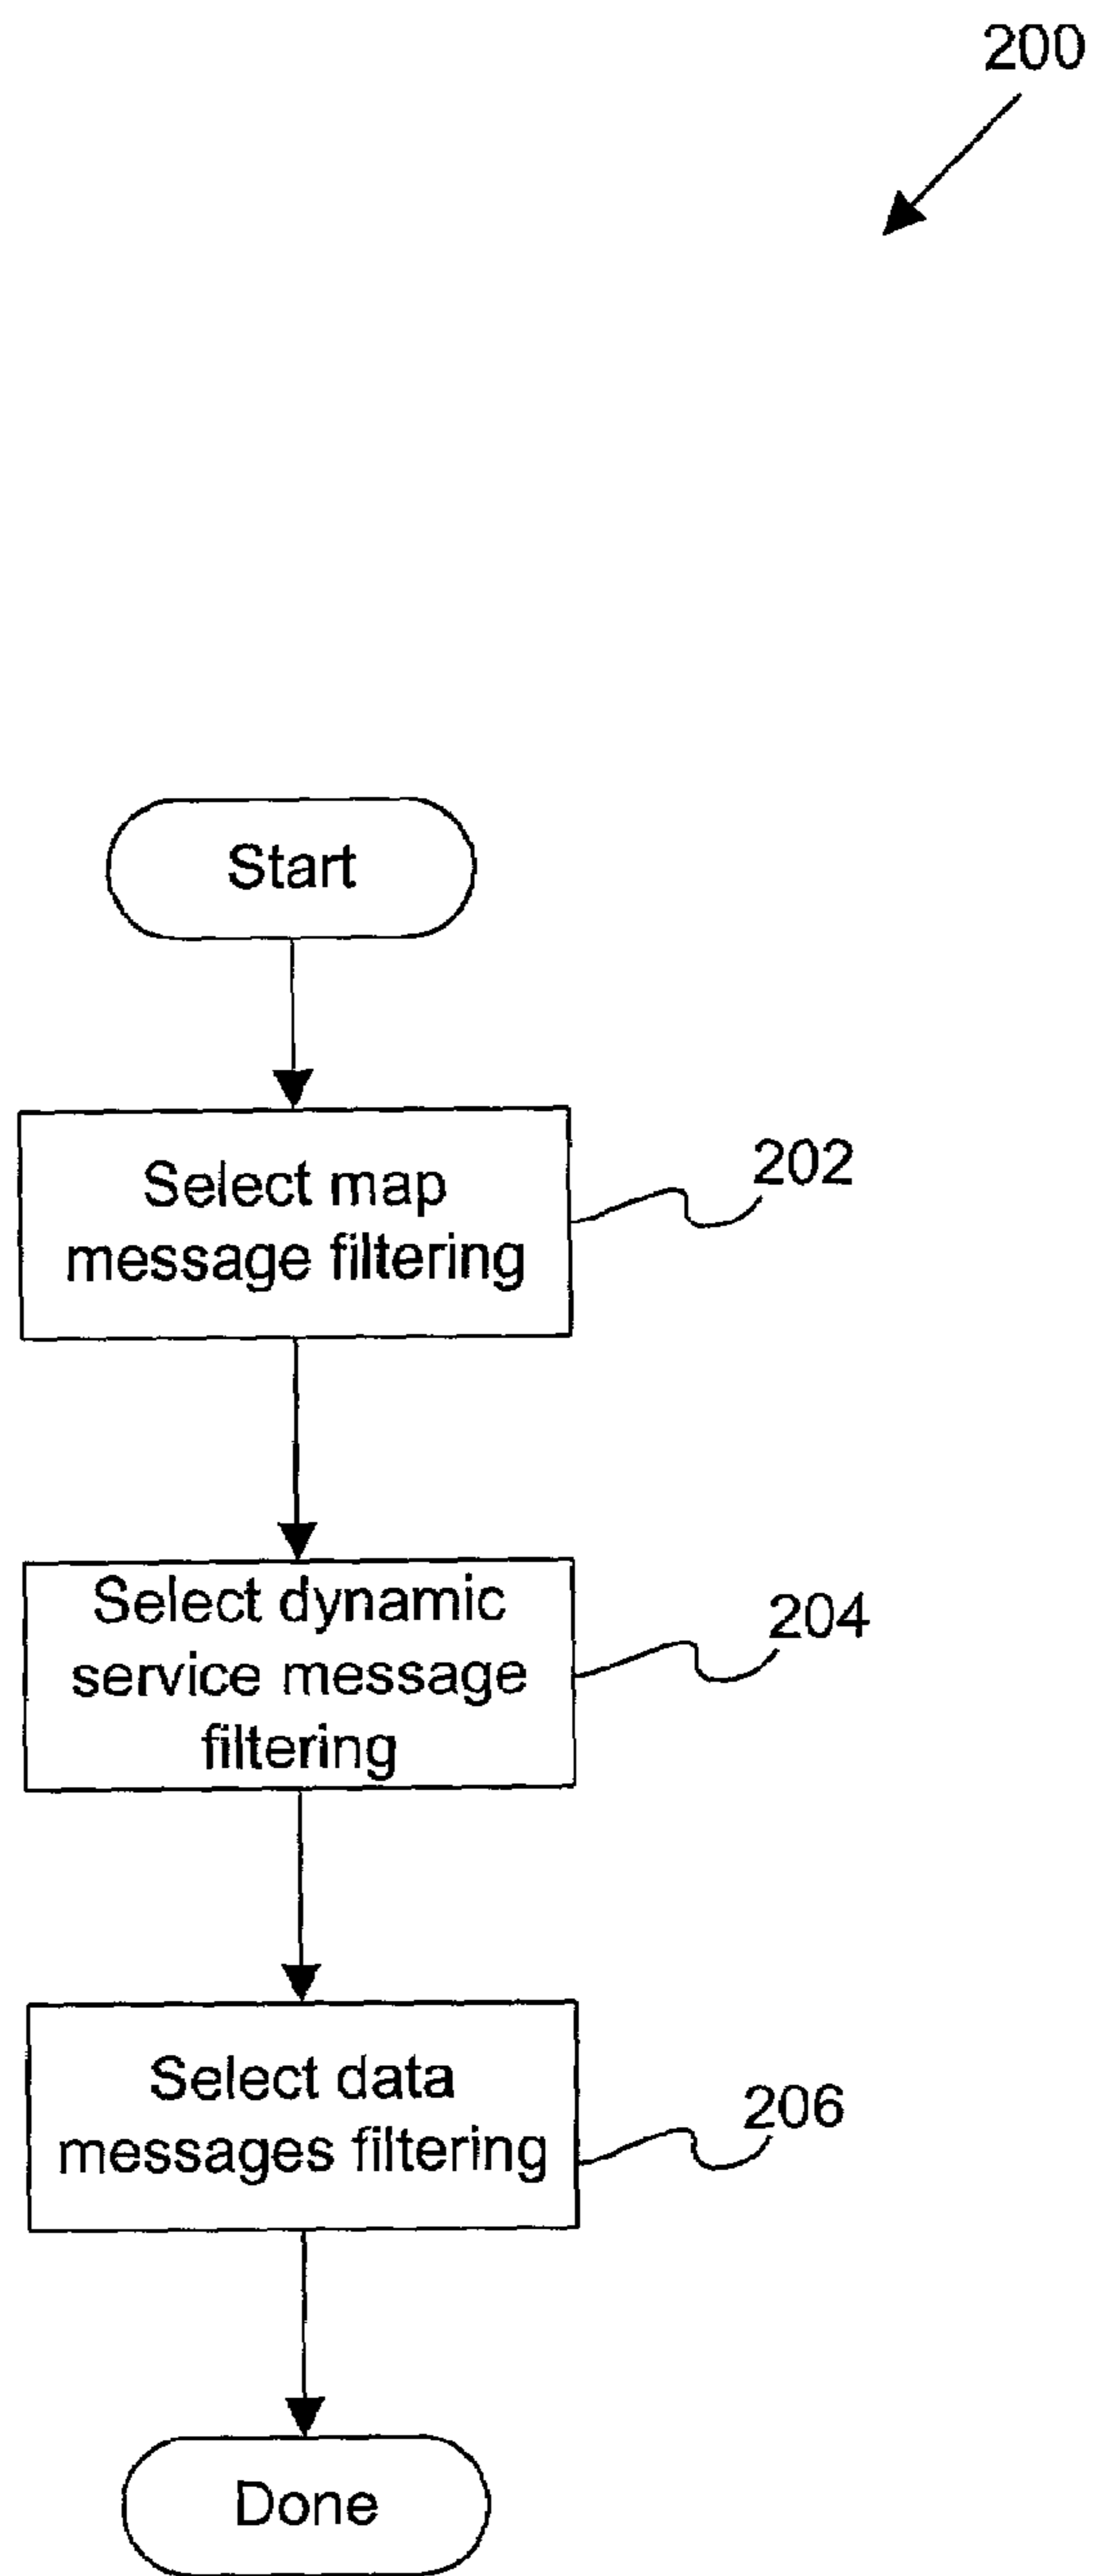 200
Start
Select map
message filtering
202
Select dynamic
service message
filtering
204
Select data
messages filtering
206
Done